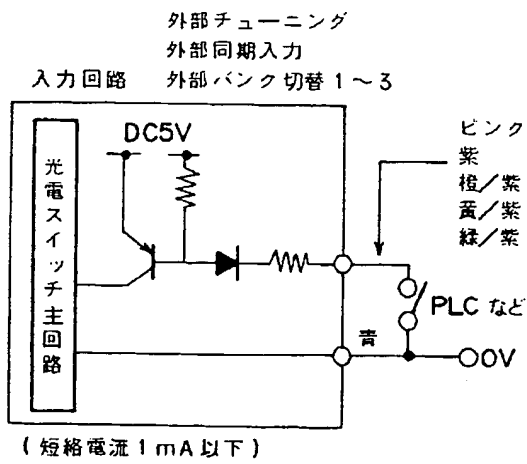 外部チューニング
外部同期入力
入力回路 外部バンク切替1～3
DC5V
光電スイッチ主回路
ピンク
紫
橙/紫
黄/紫
緑/紫
PLC など
青
0V
(短絡電流1mA以下)